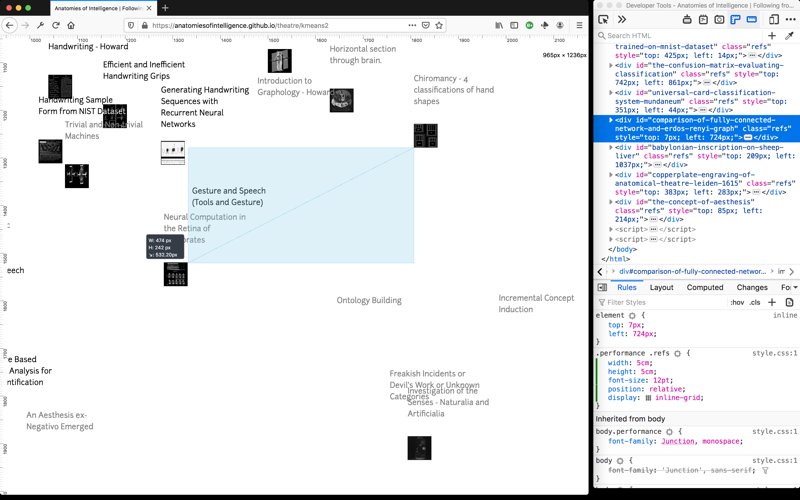 Anatomies of Intelligence | Following
https://anatomiesofintelligence.github.io/theatre/kmeans2
1000 1100 1200 1300 1400 1500 1600 1700 1800 1900 2000 2100
965px × 1236px
Handwriting - Howard
Efficient and Inefficient
Handwriting Grips
Horizontal section
through brain.
Introduction to
Graphology - Howard
Chiromancy - 4
classifications of hand
shapes
Generating Handwriting
Sequences with
Recurrent Neural
Networks
Handwriting Sample
Form from NIST Dataset
Trivial and Non-trivial
Machines
Gesture and Speech
(Tools and Gesture)
Neural Computation in
the Retina of
W: 474 px
H: 242 px
532.20px
eech
Ontology Building
Incremental Concept
Induction
e Based
Analysis for
ntification
Freakish Incidents or
Devil's Work or Unknown
Categories
Investigation of the
Senses - Naturalia and
Artificialia
An Aesthesis ex-
Negativo Emerged
Developer Tools - Anatomies of Intelligence | Following fro...
Search HTML
trained-on-mnist-dataset" class="refs"
style="top: 425px; left: 14px;"></div>
<div id="the-confusion-matrix-evaluating-
classification" class="refs" style="top:
742px; left: 861px;"></div>
<div id="universal-card-classification-
system-mundaneum" class="refs" style="top:
351px; left: 44px;"></div>
<div id="comparison-of-fully-connected-
network-and-erdos-renyi-graph" class="refs"
style="top: 7px; left: 724px;"></div>
<div id="babylonian-inscription-on-sheep-
liver" class="refs" style="top: 209px; left:
1037px;"></div>
<div id="copperplate-engraving-of-
anatomical-theatre-leiden-1615" class="refs"
style="top: 383px; left: 283px;"></div>
<div id="the-conception-of-aesthesis"
class="refs" style="top: 85px; left:
214px;"></div>
<script></script>
<script></script>
</body>
</html>
div#comparison-of-fully-connected-netwo...
Rules Layout Computed Changes Fo
Filter Styles :hov .cls
element { inline
top: 7px;
left: 724px;
}
.performance .refs { style.css:1
width: 5cm;
height: 5cm;
font-size: 12pt;
position: relative;
display: inline-grid;
}
Inherited from body
body.performance { style.css:1
font-family: Junction, monospace;
}
body { style.css:1
font-family: 'Junction', sans-serif;